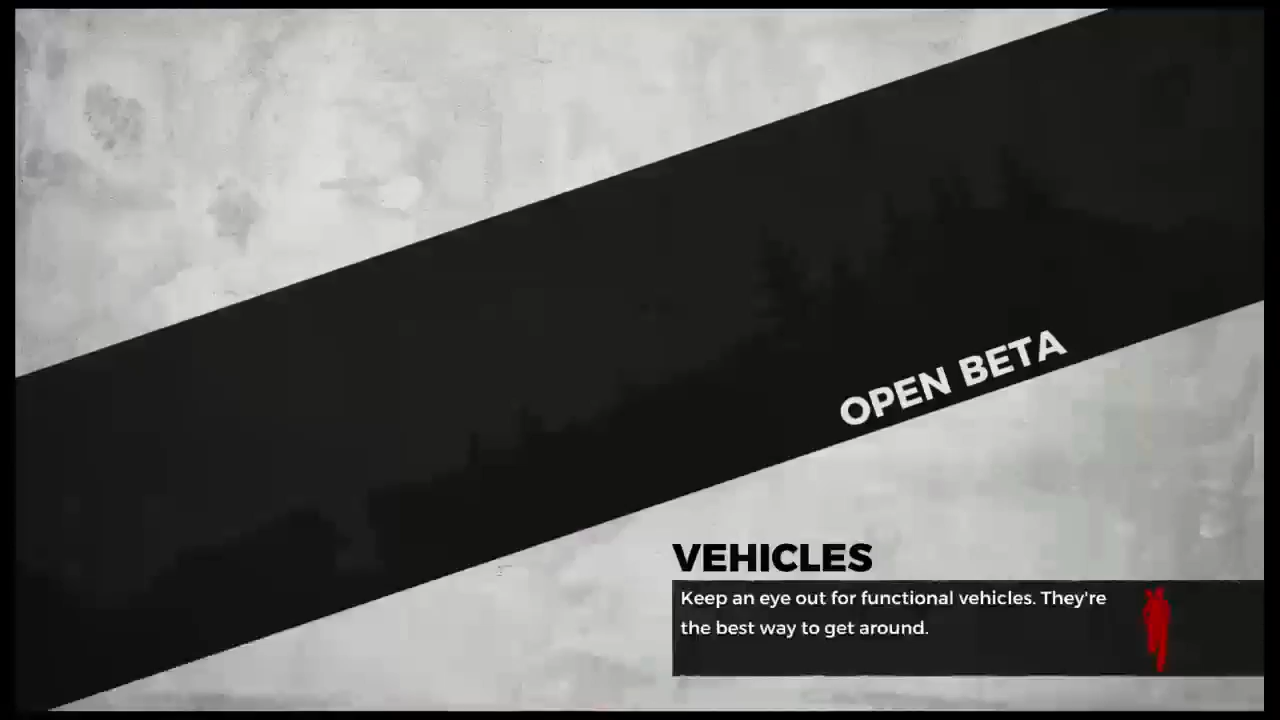 OPEN BETA
VEHICLES
Keep an eye out for functional vehicles. They're
the best way to get around.